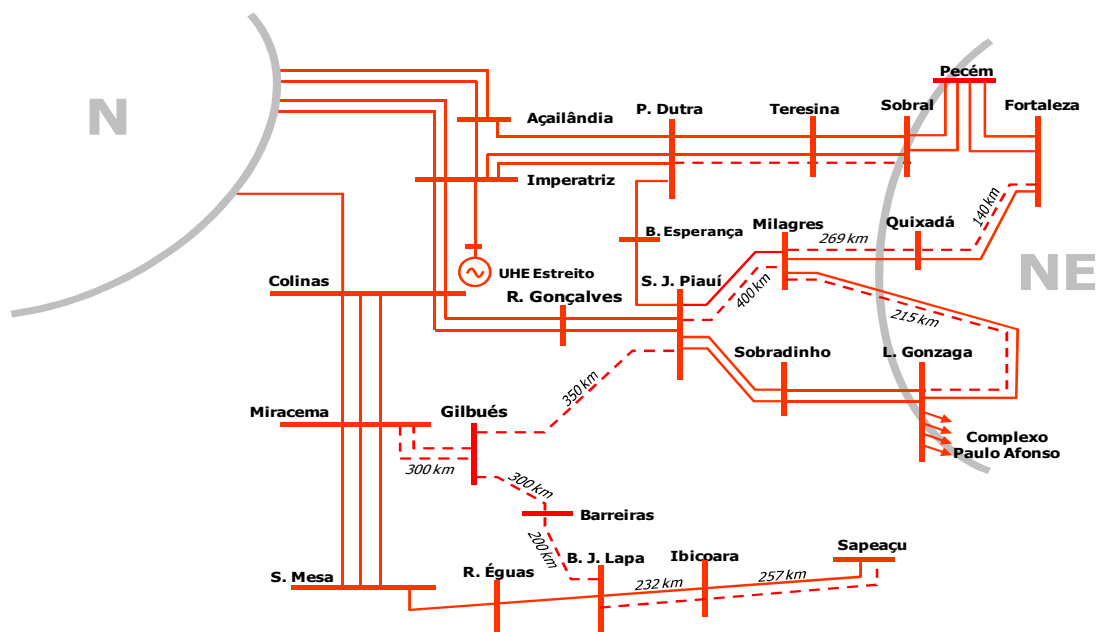 Pecém
N
P. Dutra
Teresina
Sobral
Fortaleza
Açailândia
Imperatriz
B. Esperança
Milagres
269 km
Quixadá
140 km
NE
UHE Estreito
Colinas
R. Gonçalves
S. J. Piauí
400 km
215 km
Sobradinho
L. Gonzaga
350 km
Miracema
Gilbués
300 km
Complexo
Paulo Afonso
300 km
Barreiras
200 km
S. Mesa
R. Éguas
B. J. Lapa
Ibicoara
Sapeaçu
232 km
257 km